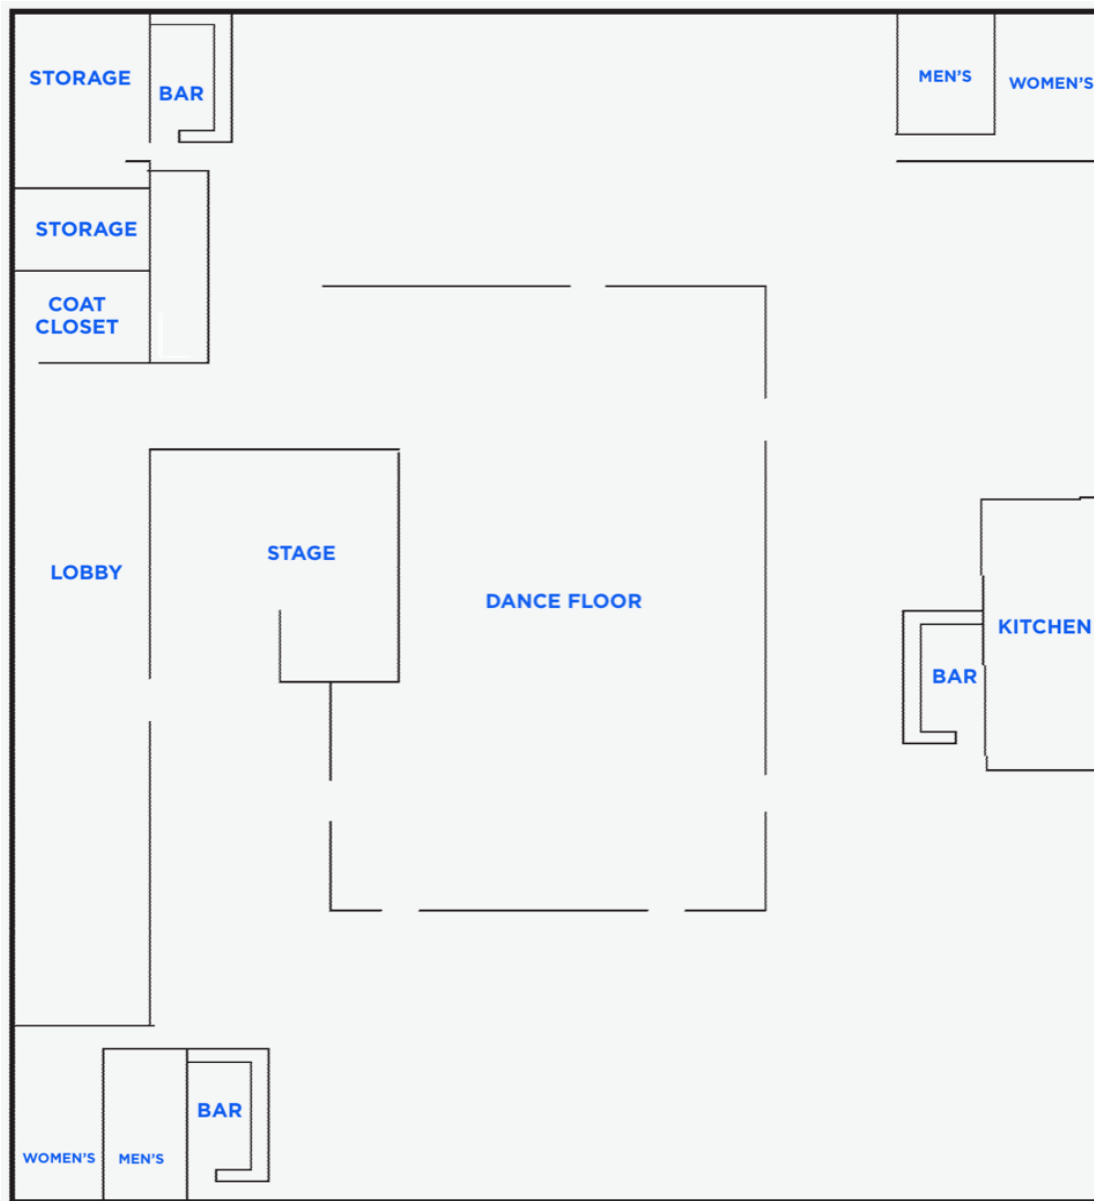 STORAGE
BAR
MEN'S
WOMEN'S
STORAGE
COAT
CLOSET
STAGE
LOBBY
DANCE FLOOR
KITCHEN
BAR
BAR
WOMEN'S
MEN'S